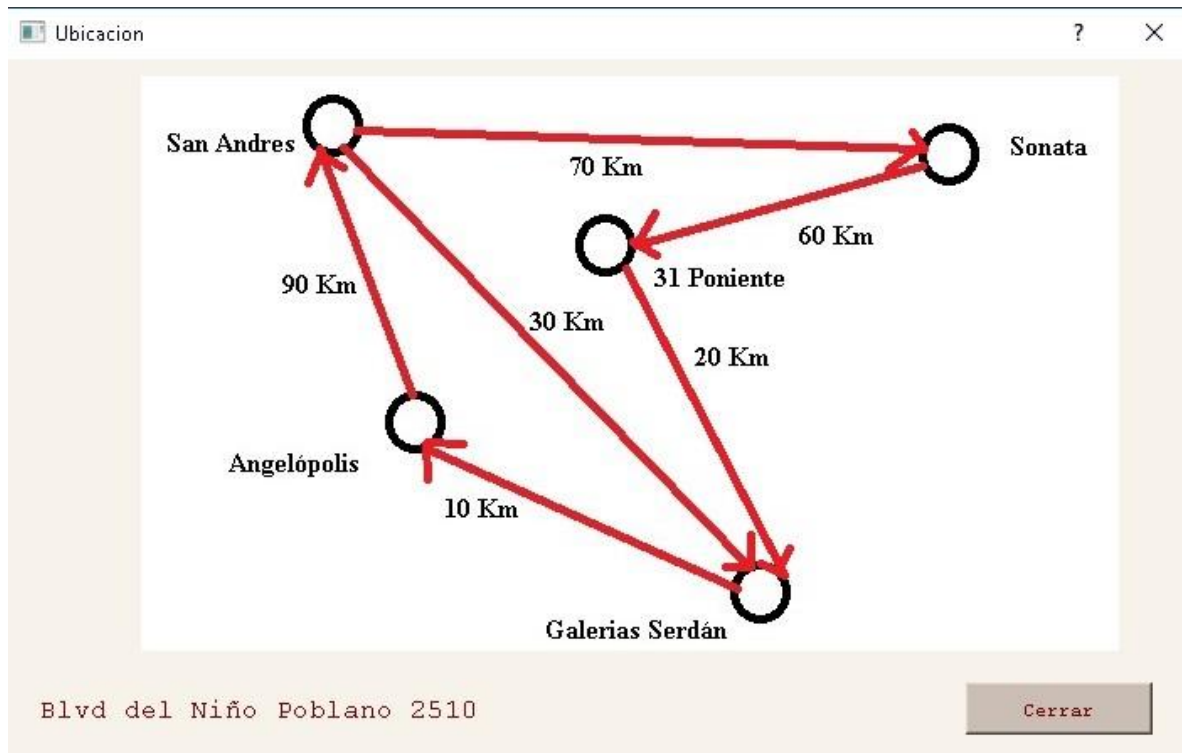 Ubicacion
?
San Andres
Sonata
70 Km
60 Km
31 Poniente
90 Km
30 Km
20 Km
Angelópolis
10 Km
Galerias Serdán
Blvd del Niño Poblano 2510
Cerrar